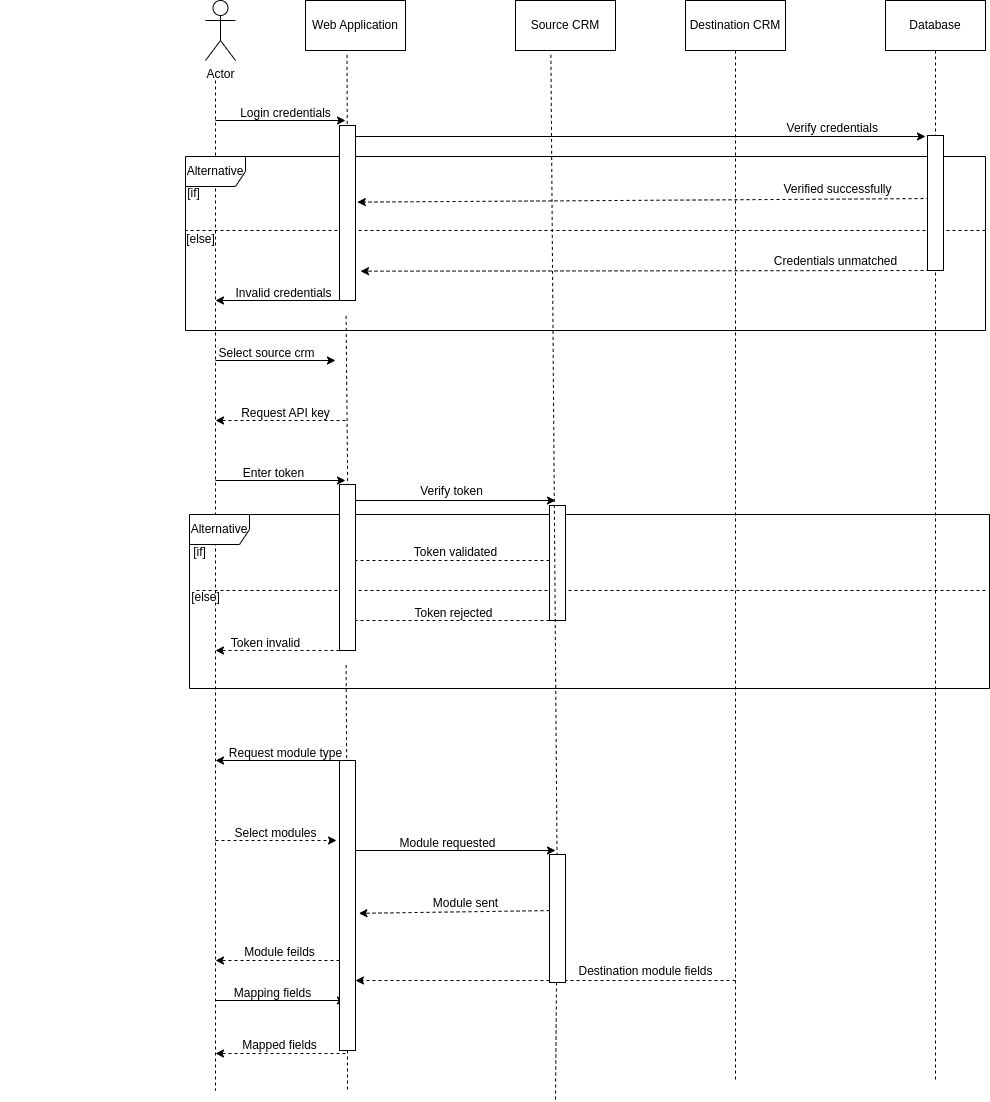 Web Application
Source CRM
Destination CRM
Database
Actor
Login credentials
Verify credentials
Alternative
[if]
Verified successfully
[else]
Credentials unmatched
Invalid credentials
Select source crm
Request API key
Enter token
Verify token
Alternative
[if]
Token validated
[else]
Token rejected
Token invalid
Request module type
Select modules
Module requested
Module sent
Module feilds
Destination module fields
Mapping fields
Mapped fields